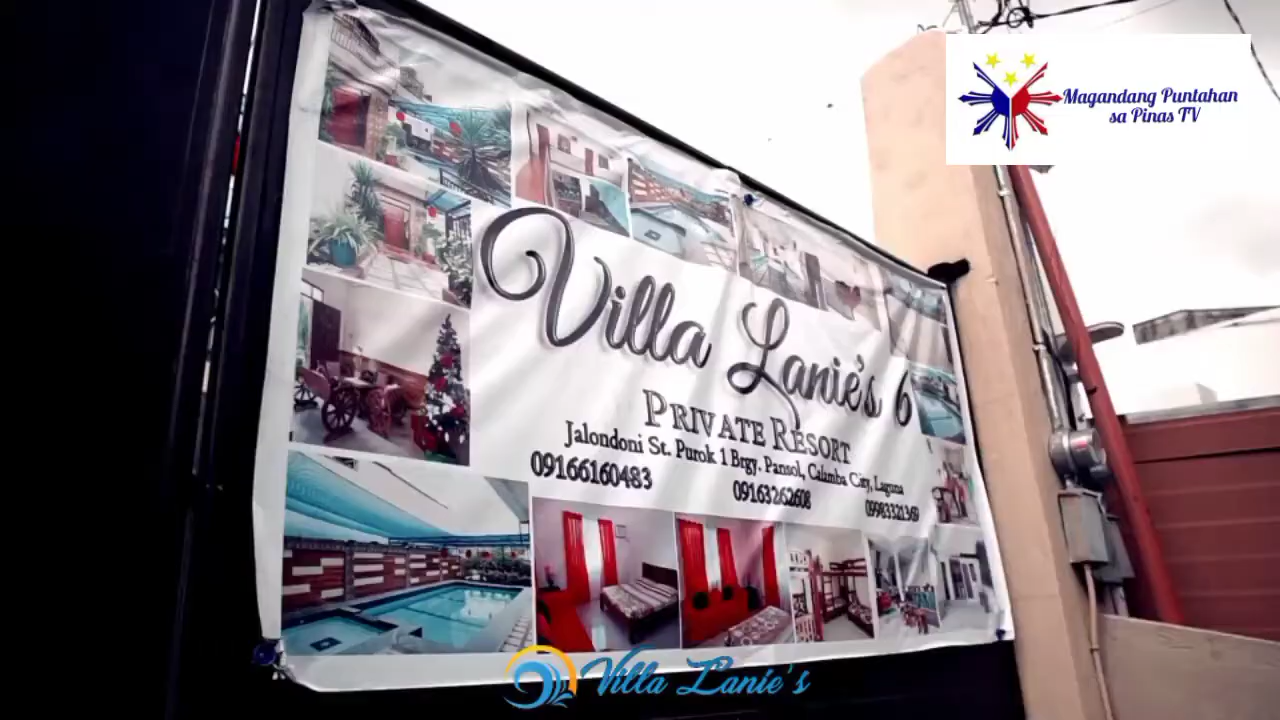 Magandang Puntahan
sa Pinas TV
Villa Lanie's 6
PRIVATE RESORT
Jalondoni St. Purok 1 Brgy. Pansol, Calamba City, Laguna
09166160483
09163262608
09983321369
Villa Lanie's